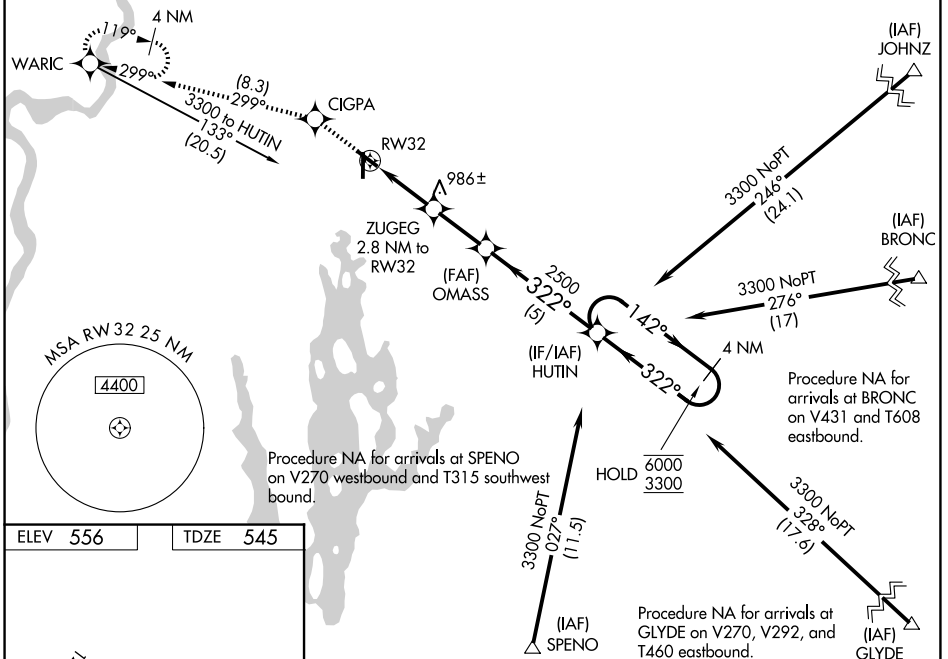 4 NM
119°
WARIC
299°
(8.3)
299°
3300 to HUTIN
133°
(20.5)
CIGPA
RW32
986±
ZUGEG
2.8 NM to
RW32
(FAF)
OMASS
2500
322°
(5)
(IF/IAF)
HUTIN
142°
322°
4 NM
HOLD
6000
3300
(IAF)
JOHNZ
3300 NoPT
246°
(24.1)
(IAF)
BRONC
3300 NoPT
276°
(17)
Procedure NA for
arrivals at BRONC
on V431 and T608
eastbound.
MSA RW32 25 NM
4400
Procedure NA for arrivals at SPENO
on V270 westbound and T315 southwest
bound.
3300 NoPT
027°
(11.5)
(IAF)
SPENO
3300 NoPT
328°
(17.6)
(IAF)
GLYDE
Procedure NA for arrivals at
GLYDE on V270, V292, and
T460 eastbound.
ELEV 556
TDZE 545